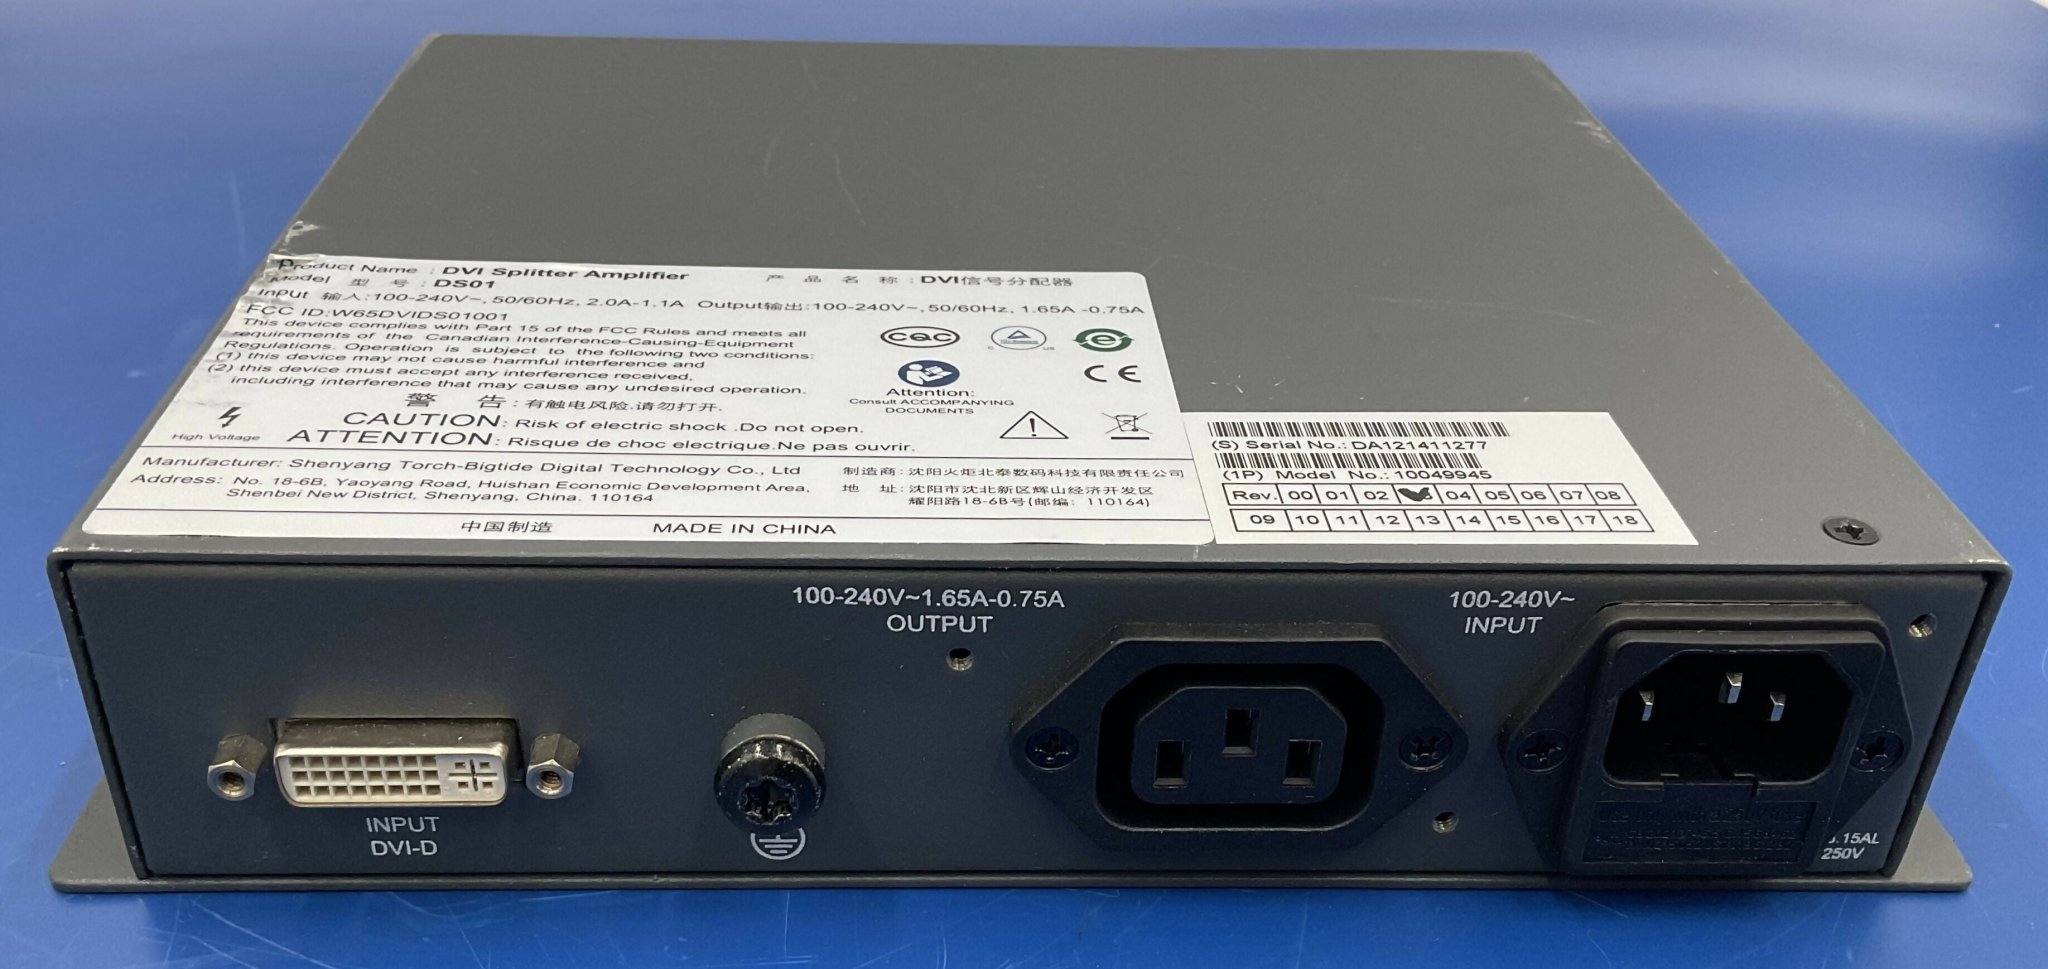 Product Name : DVI Splitter Amplifier 产 品 名 称 : DVI信号分配器
Model 型 号 : DS01
Input 输入:100-240V~, 50/60Hz, 2.0A-1.1A Output输出:100-240V~, 50/60Hz, 1.65A -0.75A
FCC ID:W65DVIDS01001
This device complies with Part 15 of the FCC Rules and meets all
requirements of the Canadian Interference-Causing-Equipment
Regulations. Operation is subject to the following two conditions:
(1) this device may not cause harmful interference and
(2) this device must accept any interference received,
including interference that may cause any undesired operation.
CQC
C US
e
CE
Attention:
Consult ACCOMPANYING
DOCUMENTS
警 告 : 有触电风险.请勿打开.
High Voltage
CAUTION: Risk of electric shock .Do not open.
ATTENTION: Risque de choc electrique.Ne pas ouvrir.
Manufacturer: Shenyang Torch-Bigtide Digital Technology Co., Ltd
制造商: 沈阳火炬北泰数码科技有限责任公司
Address: No. 18-6B, Yaoyang Road, Huishan Economic Development Area,
Shenbei New District, Shenyang, China. 110164
地 址: 沈阳市沈北新区辉山经济开发区
耀阳路18-6B号(邮编: 110164)
中国制造 MADE IN CHINA
(S) Serial No.: DA121411277
(1P) Model No.: 10049945
Rev. 00 01 02 04 05 06 07 08
09 10 11 12 13 14 15 16 17 18
100-240V~1.65A-0.75A
OUTPUT
100-240V~
INPUT
INPUT
DVI-D
.15AL
250V